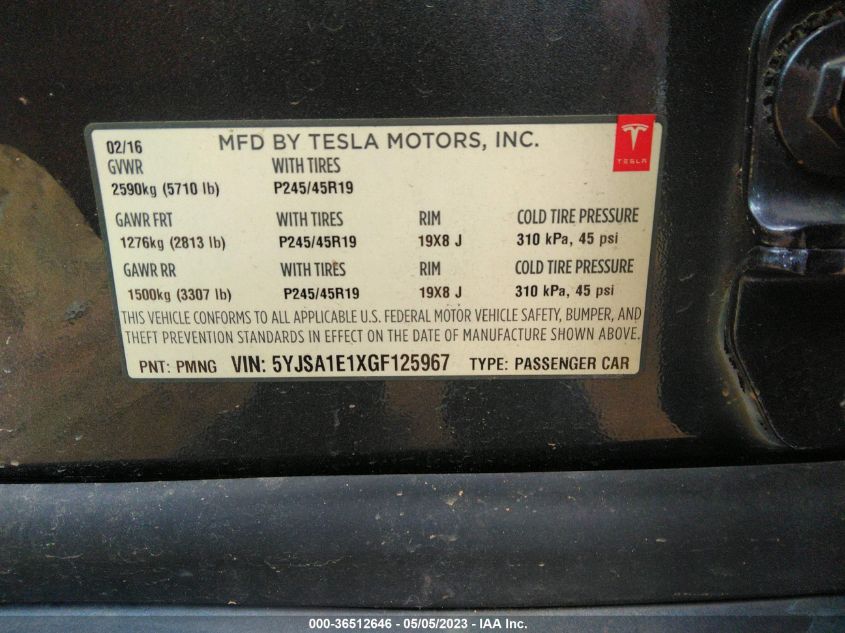 02/16 MFD BY TESLA MOTORS, INC.
TESLA
GVWR WITH TIRES
2590kg (5710 lb) P245/45R19
GAWR FRT WITH TIRES RIM COLD TIRE PRESSURE
1276kg (2813 lb) P245/45R19 19X8 J 310 kPa, 45 psi
GAWR RR WITH TIRES RIM COLD TIRE PRESSURE
1500kg (3307 lb) P245/45R19 19X8 J 310 kPa, 45 psi
THIS VEHICLE CONFORMS TO ALL APPLICABLE U.S. FEDERAL MOTOR VEHICLE SAFETY, BUMPER, AND
THEFT PREVENTION STANDARDS IN EFFECT ON THE DATE OF MANUFACTURE SHOWN ABOVE.
PNT: PMNG VIN: 5YJSA1E1XGF125967 TYPE: PASSENGER CAR
000-36512646 - 05/05/2023 - IAA Inc.